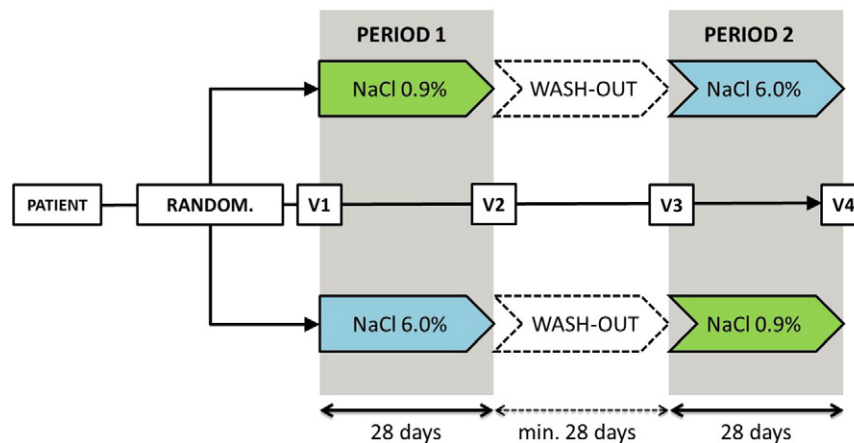 PERIOD 1
PERIOD 2
NaCl 0.9%
WASH-OUT
NaCl 6.0%
PATIENT
RANDOM.
V1
V2
V3
V4
NaCl 6.0%
WASH-OUT
NaCl 0.9%
28 days
min. 28 days
28 days